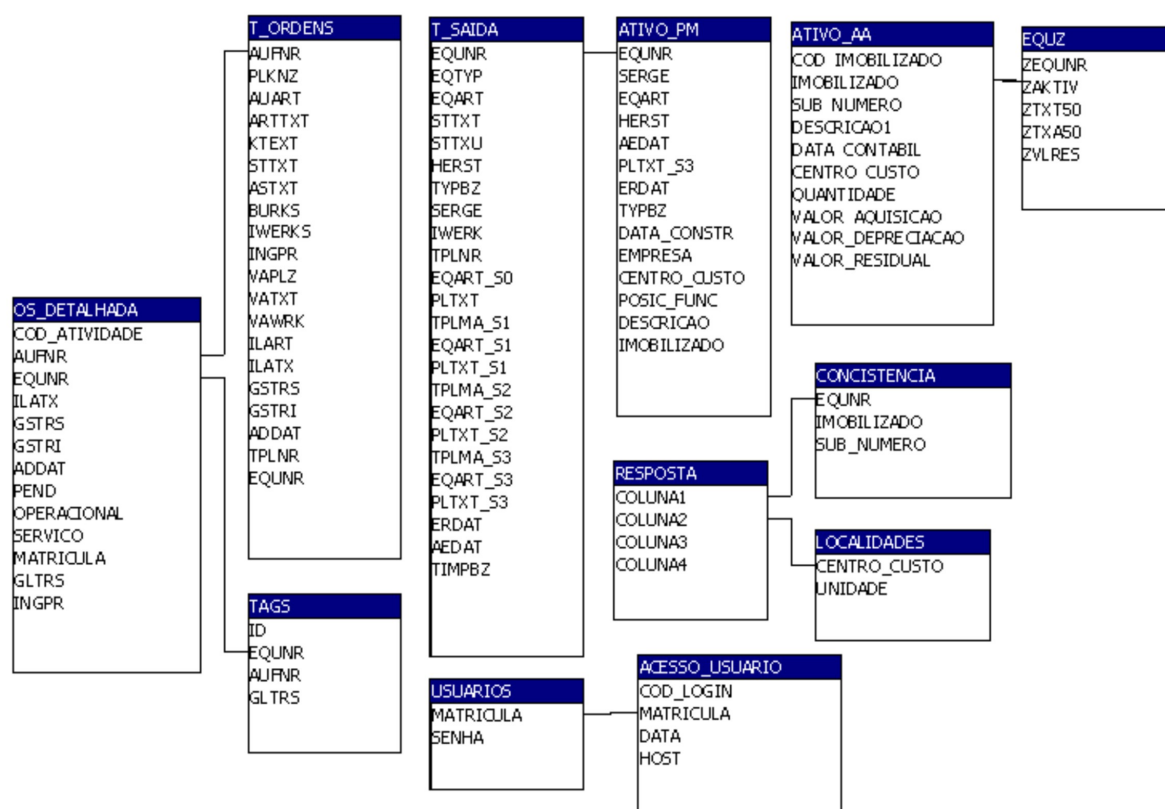 T_ORDENS
AUFNR
PLKNZ
AUART
ARTTXT
KTEXT
STTXT
ASTXT
BURKS
IWERKS
INGPR
VAPLZ
VATXT
VAWRK
ILART
ILATX
GSTRS
GSTRI
ADDAT
TPLNR
EQUNR
T_SAIDA
EQUNR
EQTYP
EQART
STTXT
STTXU
HERST
TYPBZ
SERGE
IWERK
TPLNR
EQART_S0
PLTXT
TPLMA_S1
EQART_S1
PLTXT_S1
TPLMA_S2
EQART_S2
PLTXT_S2
TPLMA_S3
EQART_S3
PLTXT_S3
ERDAT
AEDAT
TIMPBZ
ATIVO_PM
EQUNR
SERGE
EQART
HERST
AEDAT
PLTXT_S3
ERDAT
TYPBZ
DATA_CONSTR
EMPRESA
CENTRO_CUSTO
POSIC_FUNC
DESCRICAO
IMOBILIZADO
ATIVO_AA
COD IMOBILIZADO
IMOBILIZADO
SUB NUMERO
DESCRICAO1
DATA CONTABIL
CENTRO CUSTO
QUANTIDADE
VALOR AQUISICAO
VALOR_DEPRECIACAO
VALOR_RESIDUAL
EQUZ
ZEQUNR
ZAKTIV
ZTXT50
ZTXA50
ZVLRES
OS_DETALHADA
COD_ATIVIDADE
AUFNR
EQUNR
ILATX
GSTRS
GSTRI
ADDAT
PEND
OPERACIONAL
SERVICO
MATRICULA
GLTRS
INGPR
CONCISTENCIA
EQUNR
IMOBILIZADO
SUB_NUMERO
RESPOSTA
COLUNA1
COLUNA2
COLUNA3
COLUNA4
LOCALIDADES
CENTRO_CUSTO
UNIDADE
TAGS
ID
EQUNR
AUFNR
GLTRS
USUARIOS
MATRICULA
SENHA
ACESSO_USUARIO
COD_LOGIN
MATRICULA
DATA
HOST